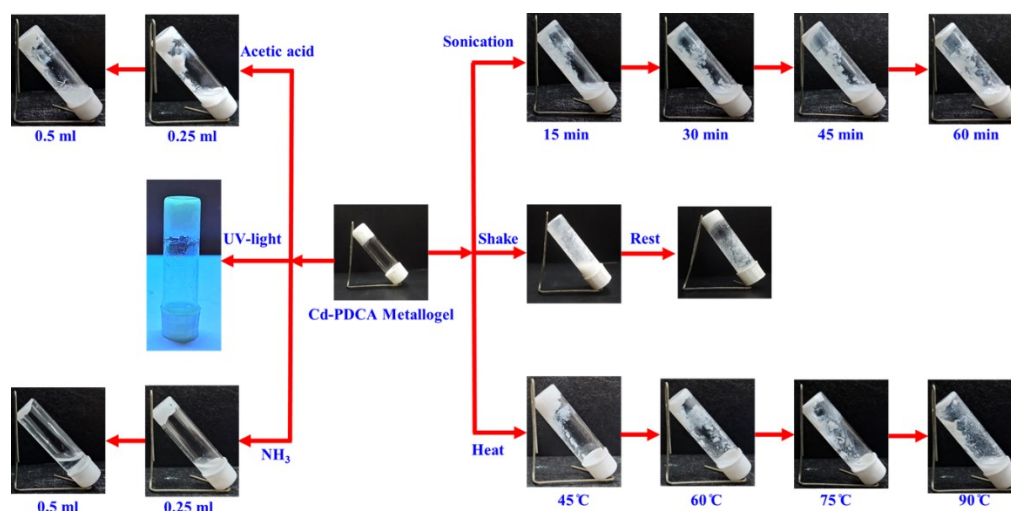 Acetic acid
0.5 ml
0.25 ml
Sonication
15 min
30 min
45 min
60 min
UV-light
Cd-PDCA Metallogel
Shake
Rest
NH₃
0.5 ml
0.25 ml
Heat
45℃
60℃
75℃
90℃